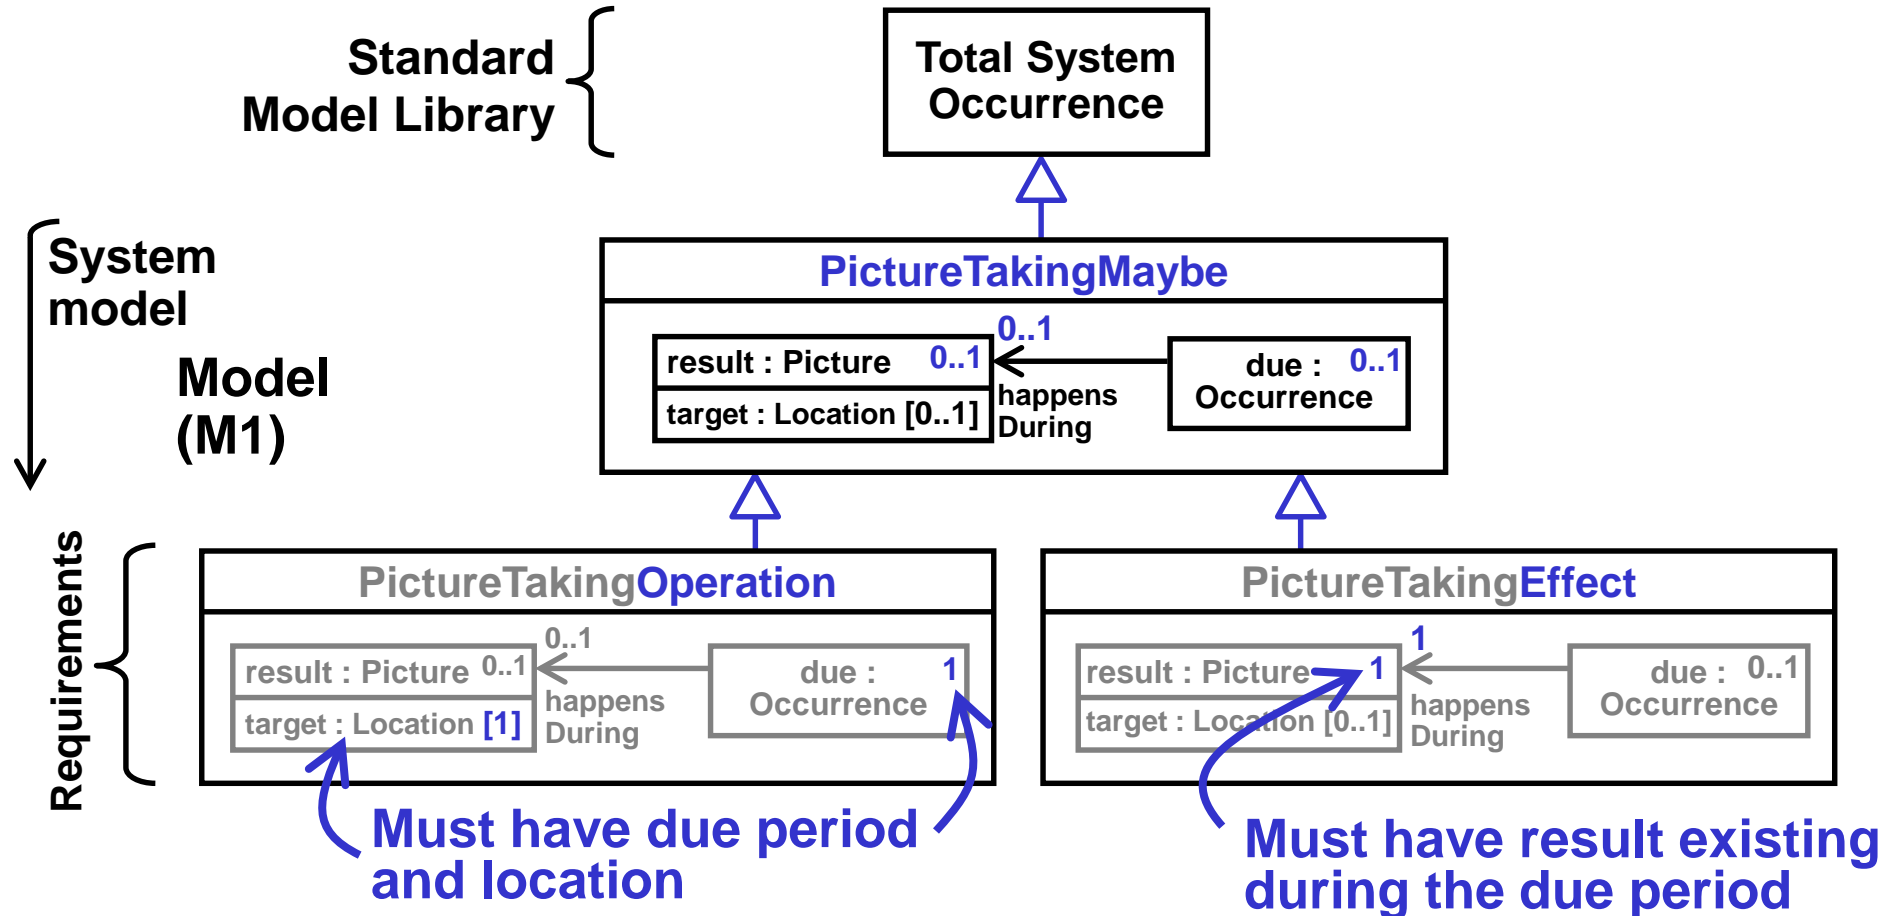 Standard
Model Library
Total System
Occurrence
System
model
Model
(M1)
PictureTakingMaybe
result : Picture 0..1
target : Location [0..1]
0..1
happens
During
due : 0..1
Occurrence
Requirements
PictureTakingOperation
result : Picture 0..1
target : Location [1]
0..1
happens
During
due : 1
Occurrence
PictureTakingEffect
result : Picture 1
target : Location [0..1]
1
happens
During
due : 0..1
Occurrence
Must have due period
and location
Must have result existing
during the due period